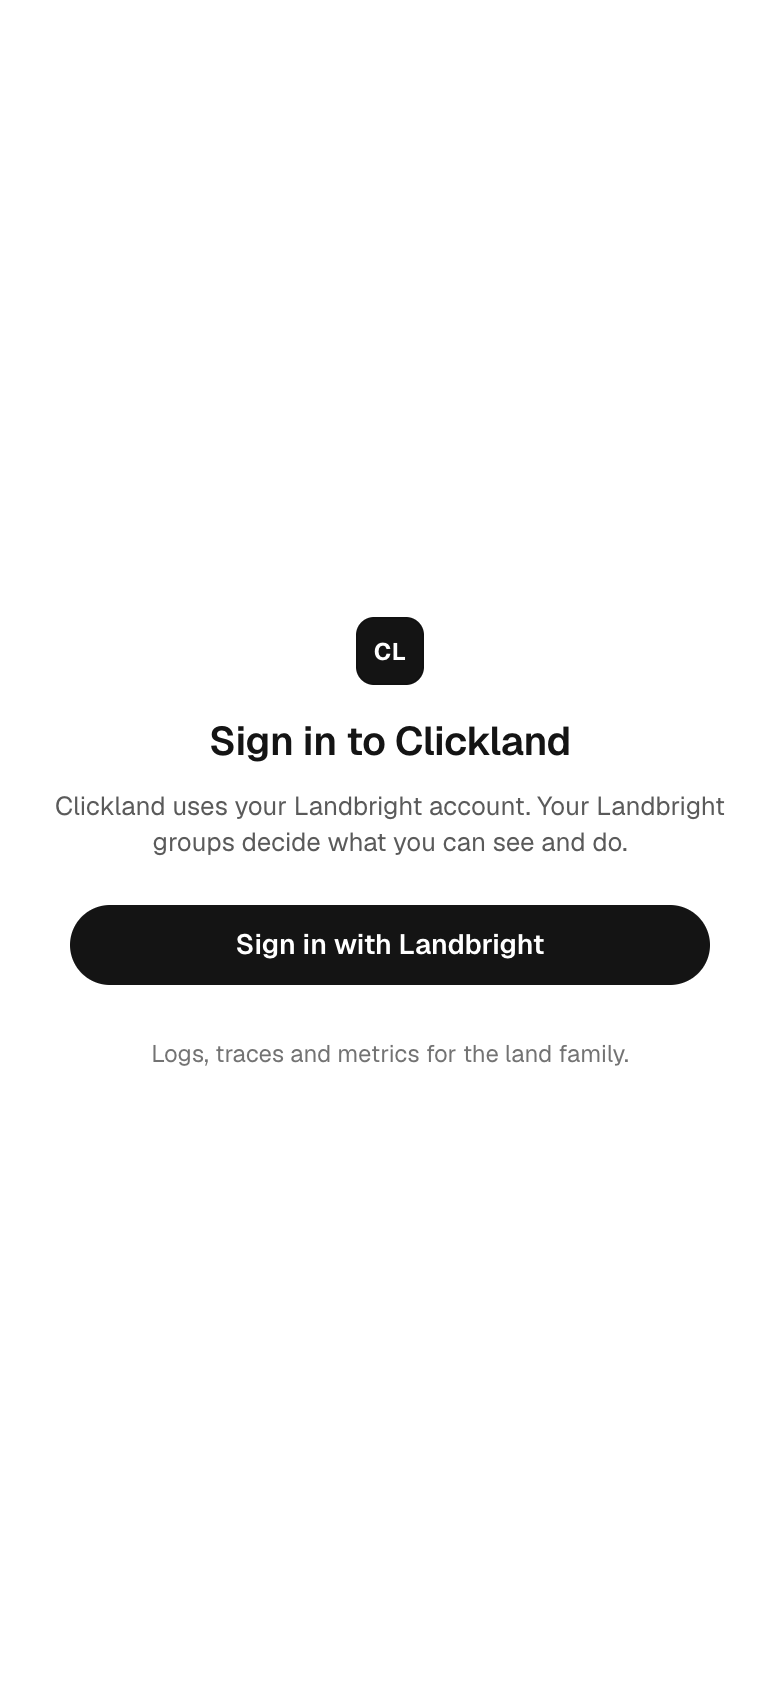 CL
Sign in to Clickland
Clickland uses your Landbright account. Your Landbright
groups decide what you can see and do.
Sign in with Landbright
Logs, traces and metrics for the land family.